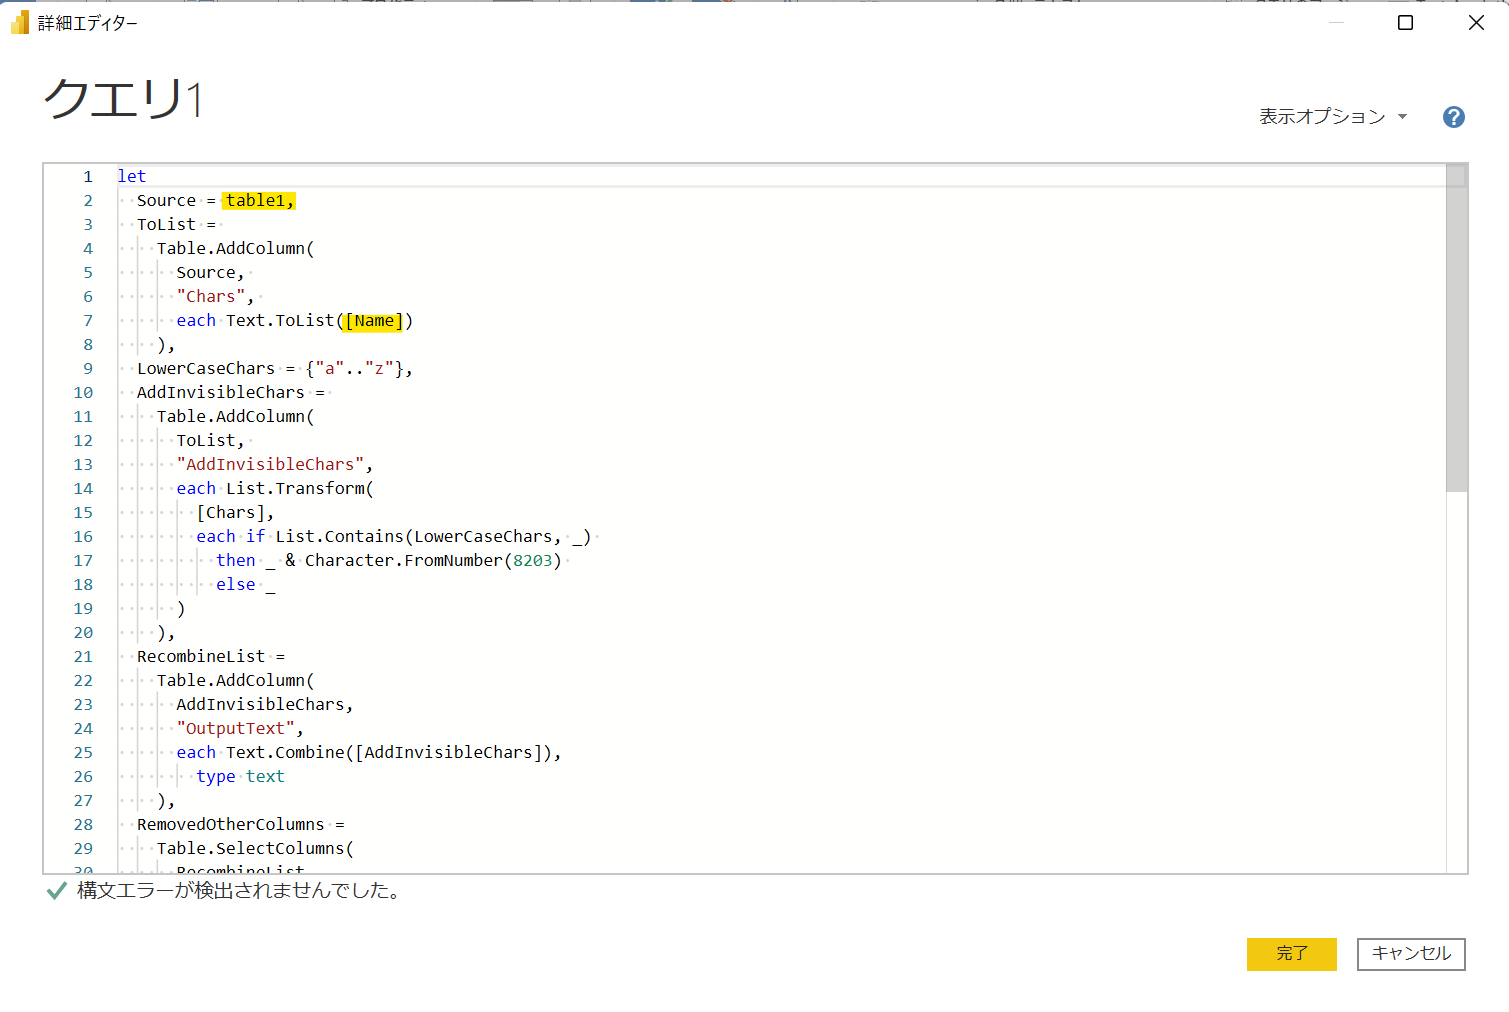 詳細エディター
クエリ1
表示オプション
?
1 let
2 Source = table1,
3 ToList =
4 Table.AddColumn(
5 Source,
6 "Chars",
7 each Text.ToList([Name])
8 ),
9 LowerCaseChars = {"a".."z"},
10 AddInvisibleChars =
11 Table.AddColumn(
12 ToList,
13 "AddInvisibleChars",
14 each List.Transform(
15 [Chars],
16 each if List.Contains(LowerCaseChars, _)
17 then _ & Character.FromNumber(8203)
18 else _
19 )
20 ),
21 RecombineList =
22 Table.AddColumn(
23 AddInvisibleChars,
24 "OutputText",
25 each Text.Combine([AddInvisibleChars]),
26 type text
27 ),
28 RemovedOtherColumns =
29 Table.SelectColumns(
30 RecombineList
構文エラーが検出されませんでした。
完了
キャンセル